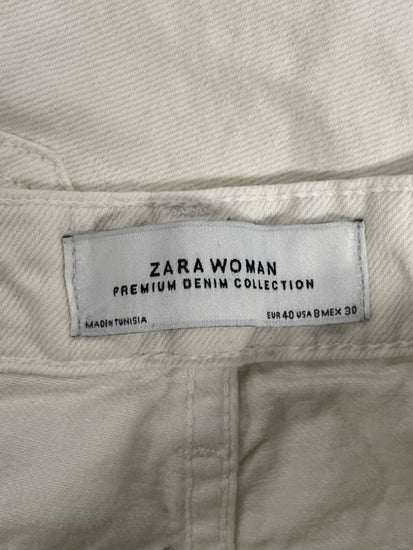 ZARA WOMAN
PREMIUM DENIM COLLECTION
MADE IN TUNISIA
EUR 40 USA 8 MEX 30